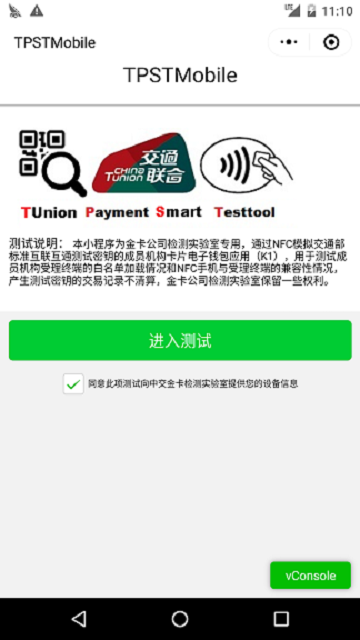 LTE 11:10
TPSTMobile
TPSTMobile
交通
CHINA
TUNION 联合
TUnion Payment Smart Testtool
测试说明： 本小程序为金卡公司检测实验室专用，通过NFC模拟交通部
标准互联互通测试密钥的成员机构卡片电子钱包应用（K1），用于测试成
员机构受理终端的白名单加载情况和NFC手机与受理终端的兼容性情况，
产生测试密钥的交易记录不清算，金卡公司检测实验室保留一些权利。
进入测试
同意此项测试向中交金卡检测实验室提供您的设备信息
vConsole